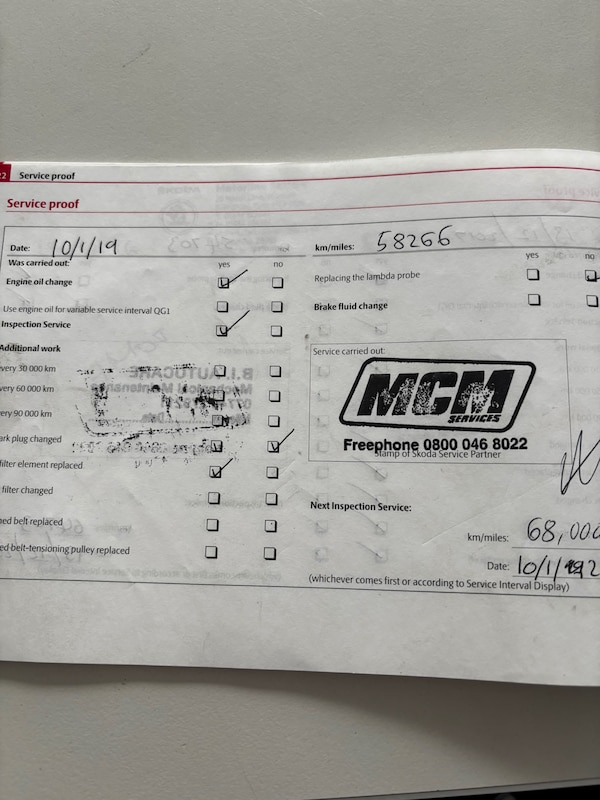 22 Service proof
Service proof
Date: 10/1/19
km/miles: 58266
Was carried out: yes no
yes no
Engine oil change
Replacing the lambda probe
Use engine oil for variable service interval QG1
Brake fluid change
Inspection Service
Additional work
very 30 000 km
very 60 000 km
ery 90 000 km
ark plug changed
filter element replaced
filter changed
ned belt replaced
ed belt-tensioning pulley replaced
Service carried out:
MCM
SERVICES
Freephone 0800 046 8022
Stamp of Skoda Service Partner
Next Inspection Service:
km/miles: 68,000
Date: 10/1/
(whichever comes first or according to Service Interval Display)